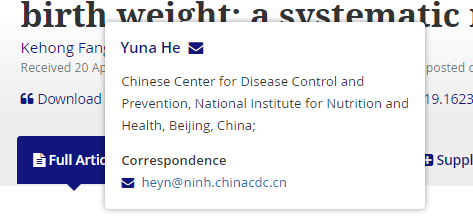 birth weight: a systematic
Kehong Fang
Yuna He
Received 20 Ap
posted o
Chinese Center for Disease Control and
Download
Prevention, National Institute for Nutrition and
19.1623
Health, Beijing, China;
Full Artic
Correspondence
Suppl
heyn@ninh.chinacdc.cn